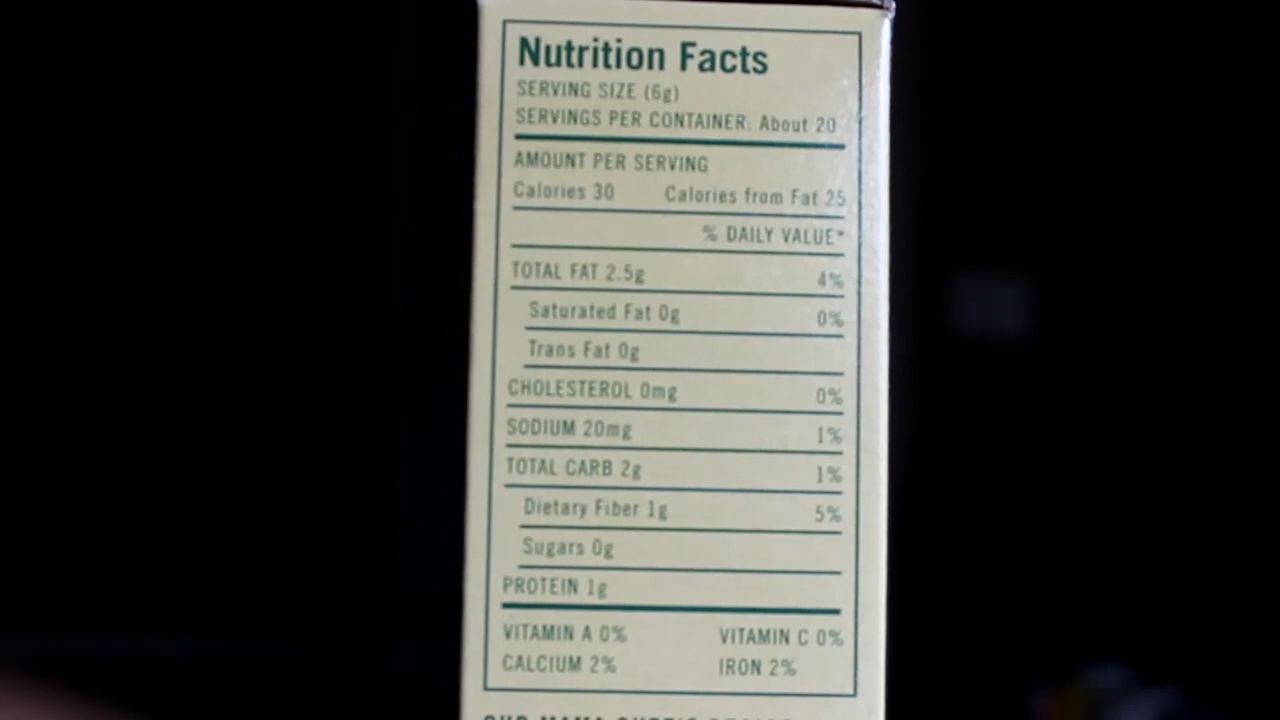 Nutrition Facts
SERVING SIZE (6g)
SERVINGS PER CONTAINER: About 20
AMOUNT PER SERVING
Calories 30 Calories from Fat 25
% DAILY VALUE*
TOTAL FAT 2.5g 4%
Saturated Fat 0g 0%
Trans Fat 0g
CHOLESTEROL 0mg 0%
SODIUM 20mg 1%
TOTAL CARB 2g 1%
Dietary Fiber 1g 5%
Sugars 0g
PROTEIN 1g
VITAMIN A 0% VITAMIN C 0%
CALCIUM 2% IRON 2%